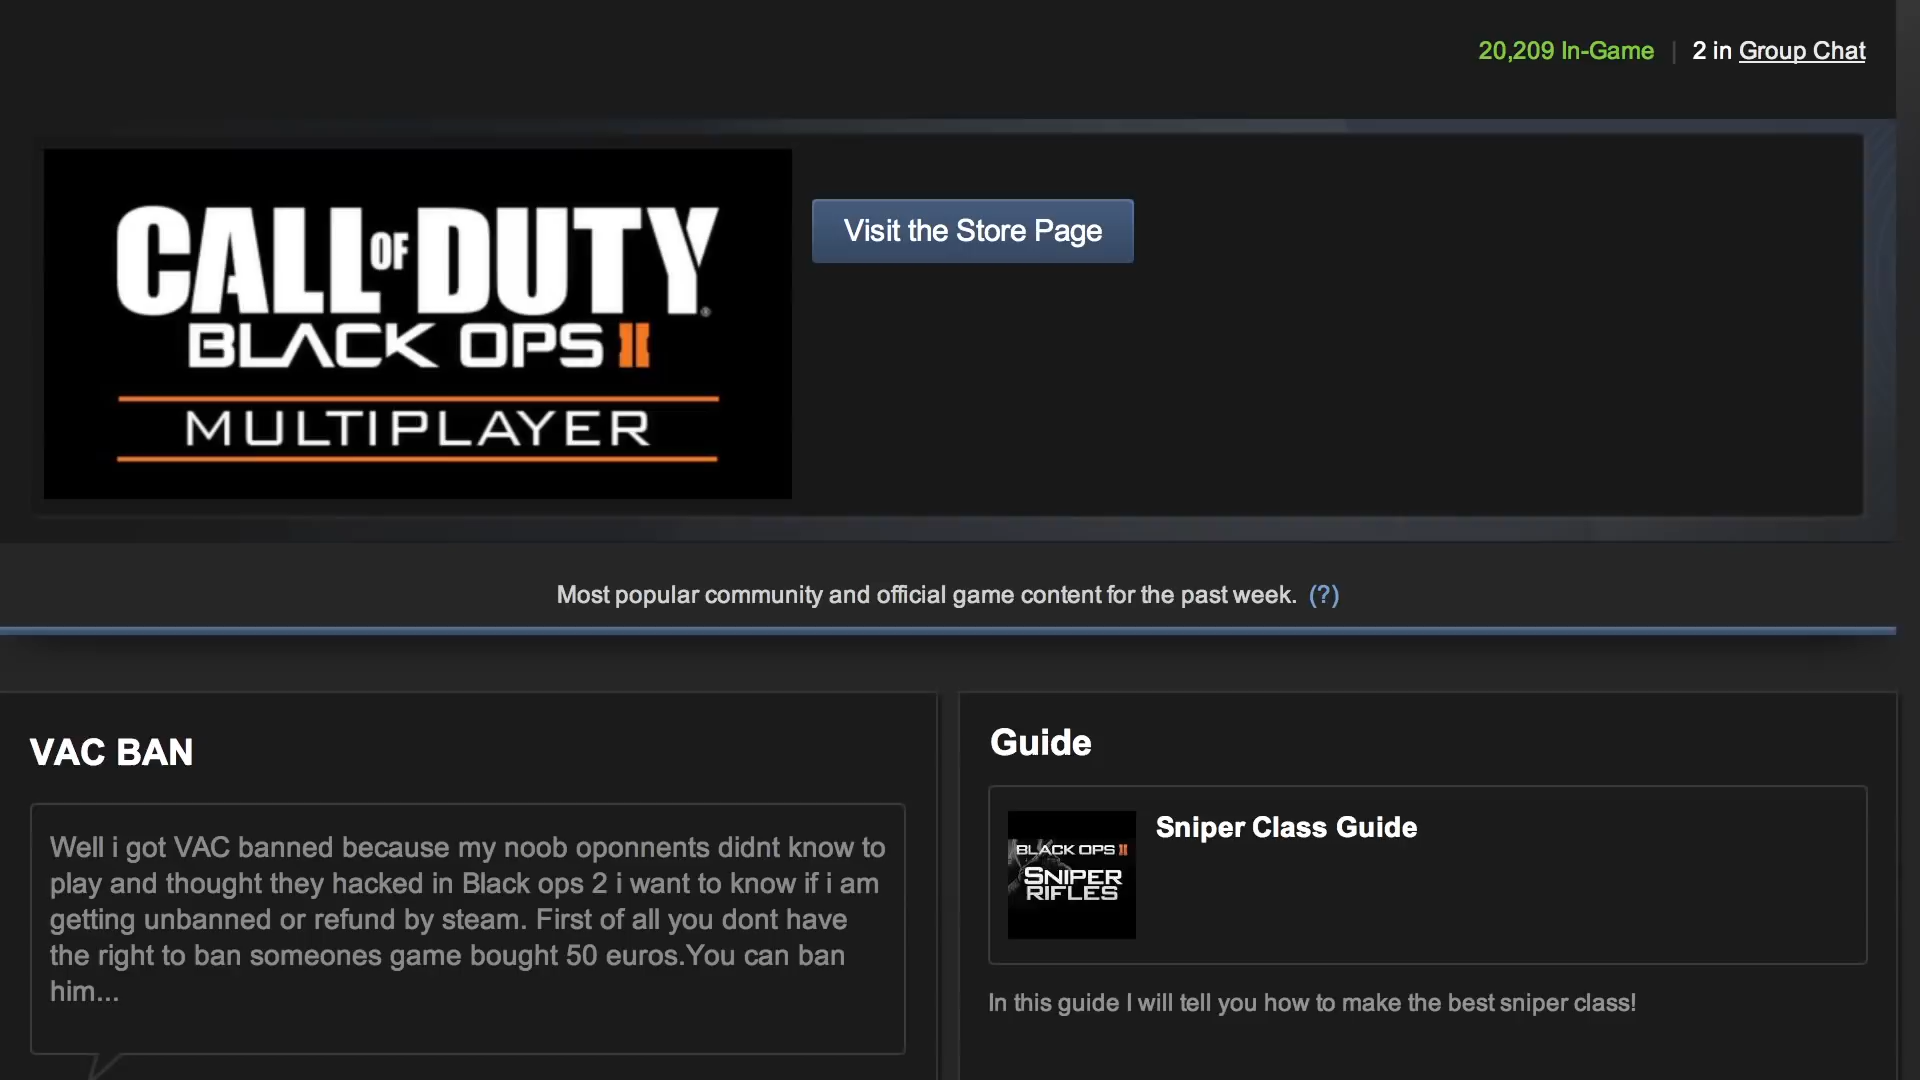 20,209 In-Game | 2 in Group Chat
CALL OF DUTY®
BLACK OPS II
MULTIPLAYER
Visit the Store Page
Most popular community and official game content for the past week. (?)
VAC BAN
Well i got VAC banned because my noob oponnents didnt know to
play and thought they hacked in Black ops 2 i want to know if i am
getting unbanned or refund by steam. First of all you dont have
the right to ban someones game bought 50 euros.You can ban
him...
Guide
BLACK OPS II
SNIPER
RIFLES
Sniper Class Guide
In this guide I will tell you how to make the best sniper class!